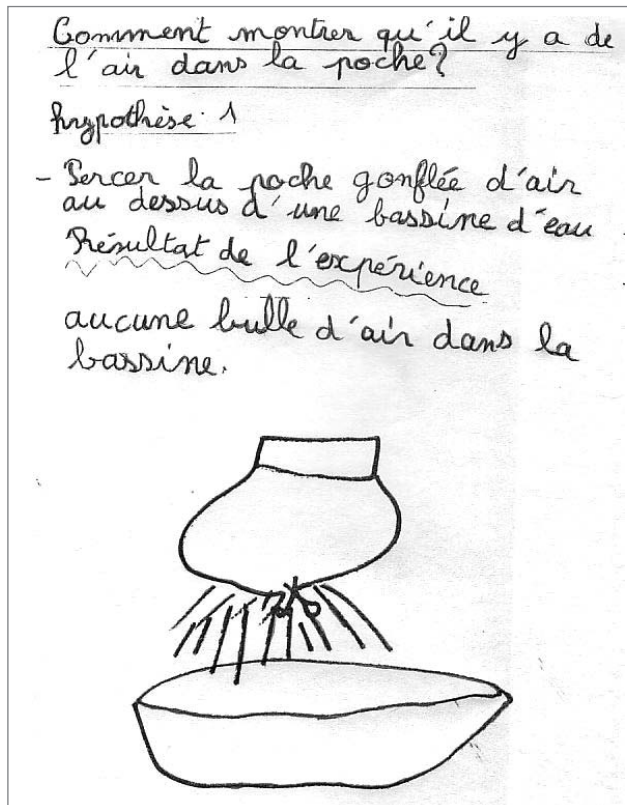 Comment montrer qu'il y a de
l'air dans la poche?
hypothèse 1
- Percer la poche gonflée d'air
au dessus d'une bassine d'eau
Résultat de l'expérience
aucune bulle d'air dans la
bassine.